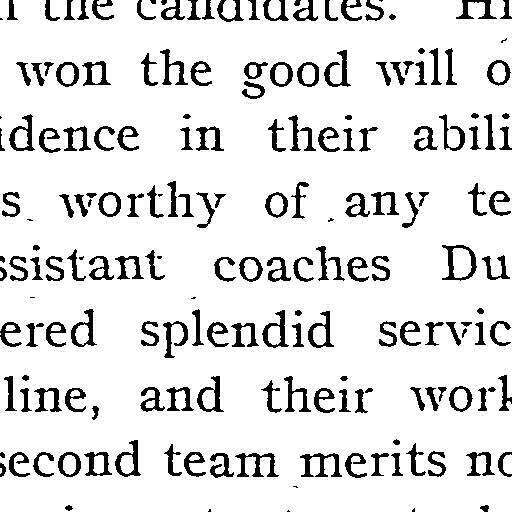 the candidates. Hi
won the good will o
idence in their abili
s worthy of any te
ssistant coaches Du
ered splendid servic
line, and their work
second team merits no